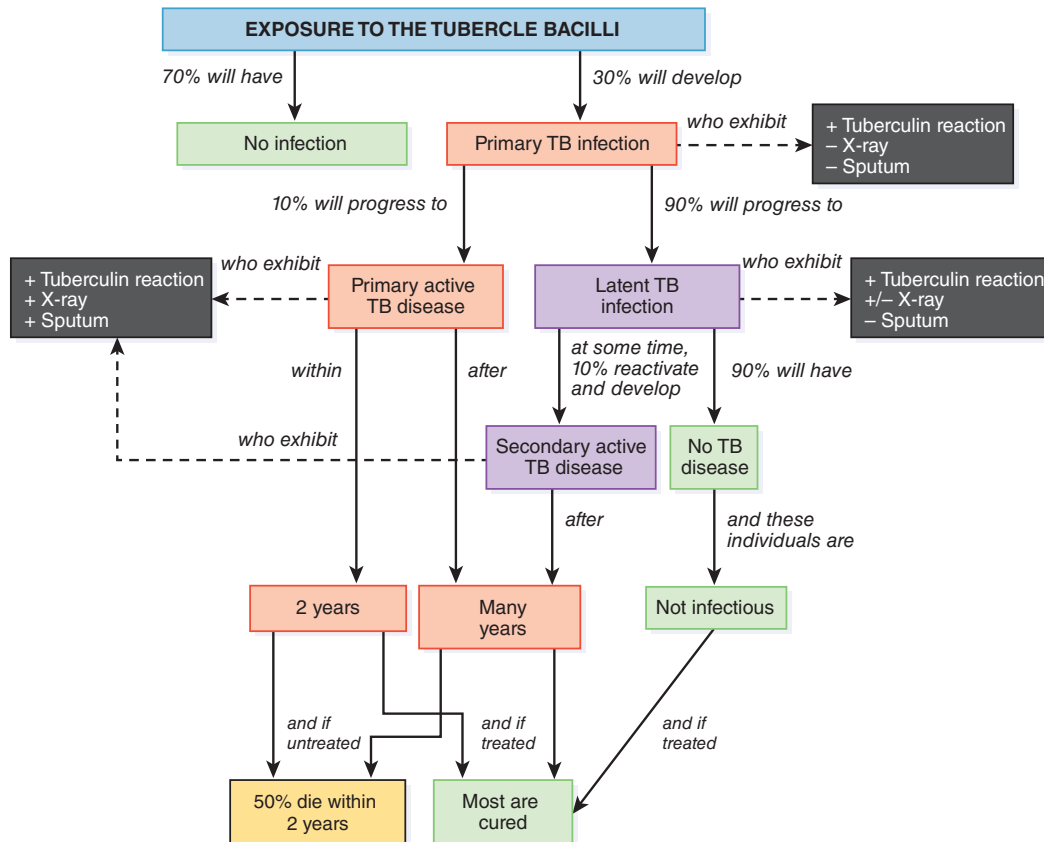 EXPOSURE TO THE TUBERCLE BACILLI
70% will have
30% will develop
No infection
Primary TB infection
who exhibit
+ Tuberculin reaction
– X-ray
– Sputum
10% will progress to
90% will progress to
+ Tuberculin reaction
+ X-ray
+ Sputum
who exhibit
Primary active
TB disease
Latent TB
infection
who exhibit
+ Tuberculin reaction
+/– X-ray
– Sputum
within
after
at some time,
10% reactivate
and develop
90% will have
who exhibit
Secondary active
TB disease
No TB
disease
after
and these
individuals are
2 years
Many
years
Not infectious
and if
untreated
and if
treated
and if
treated
50% die within
2 years
Most are
cured